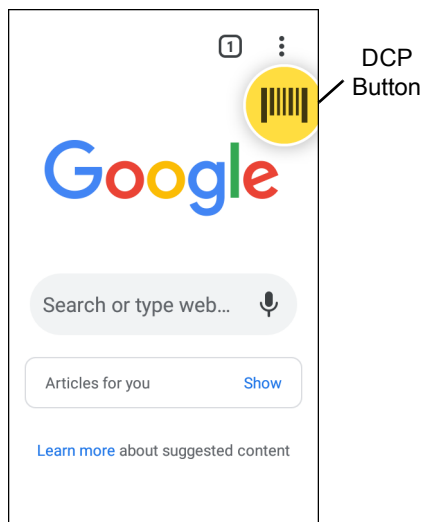 1
DCP
Button
Google
Search or type web...
Articles for you
Show
Learn more about suggested content